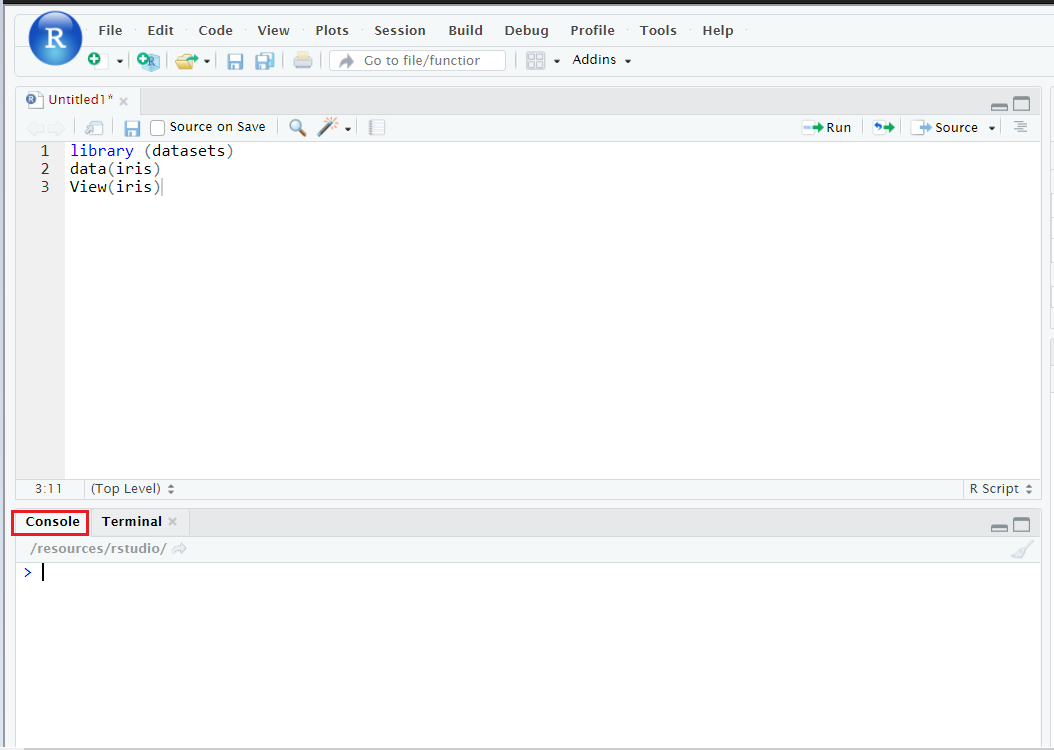 R File Edit Code View Plots Session Build Debug Profile Tools Help
R Go to file/function Addins
R Untitled1*
Source on Save Run Source
1 library (datasets)
2 data(iris)
3 View(iris)
3:11 (Top Level) R Script
Console Terminal
/resources/rstudio/
>